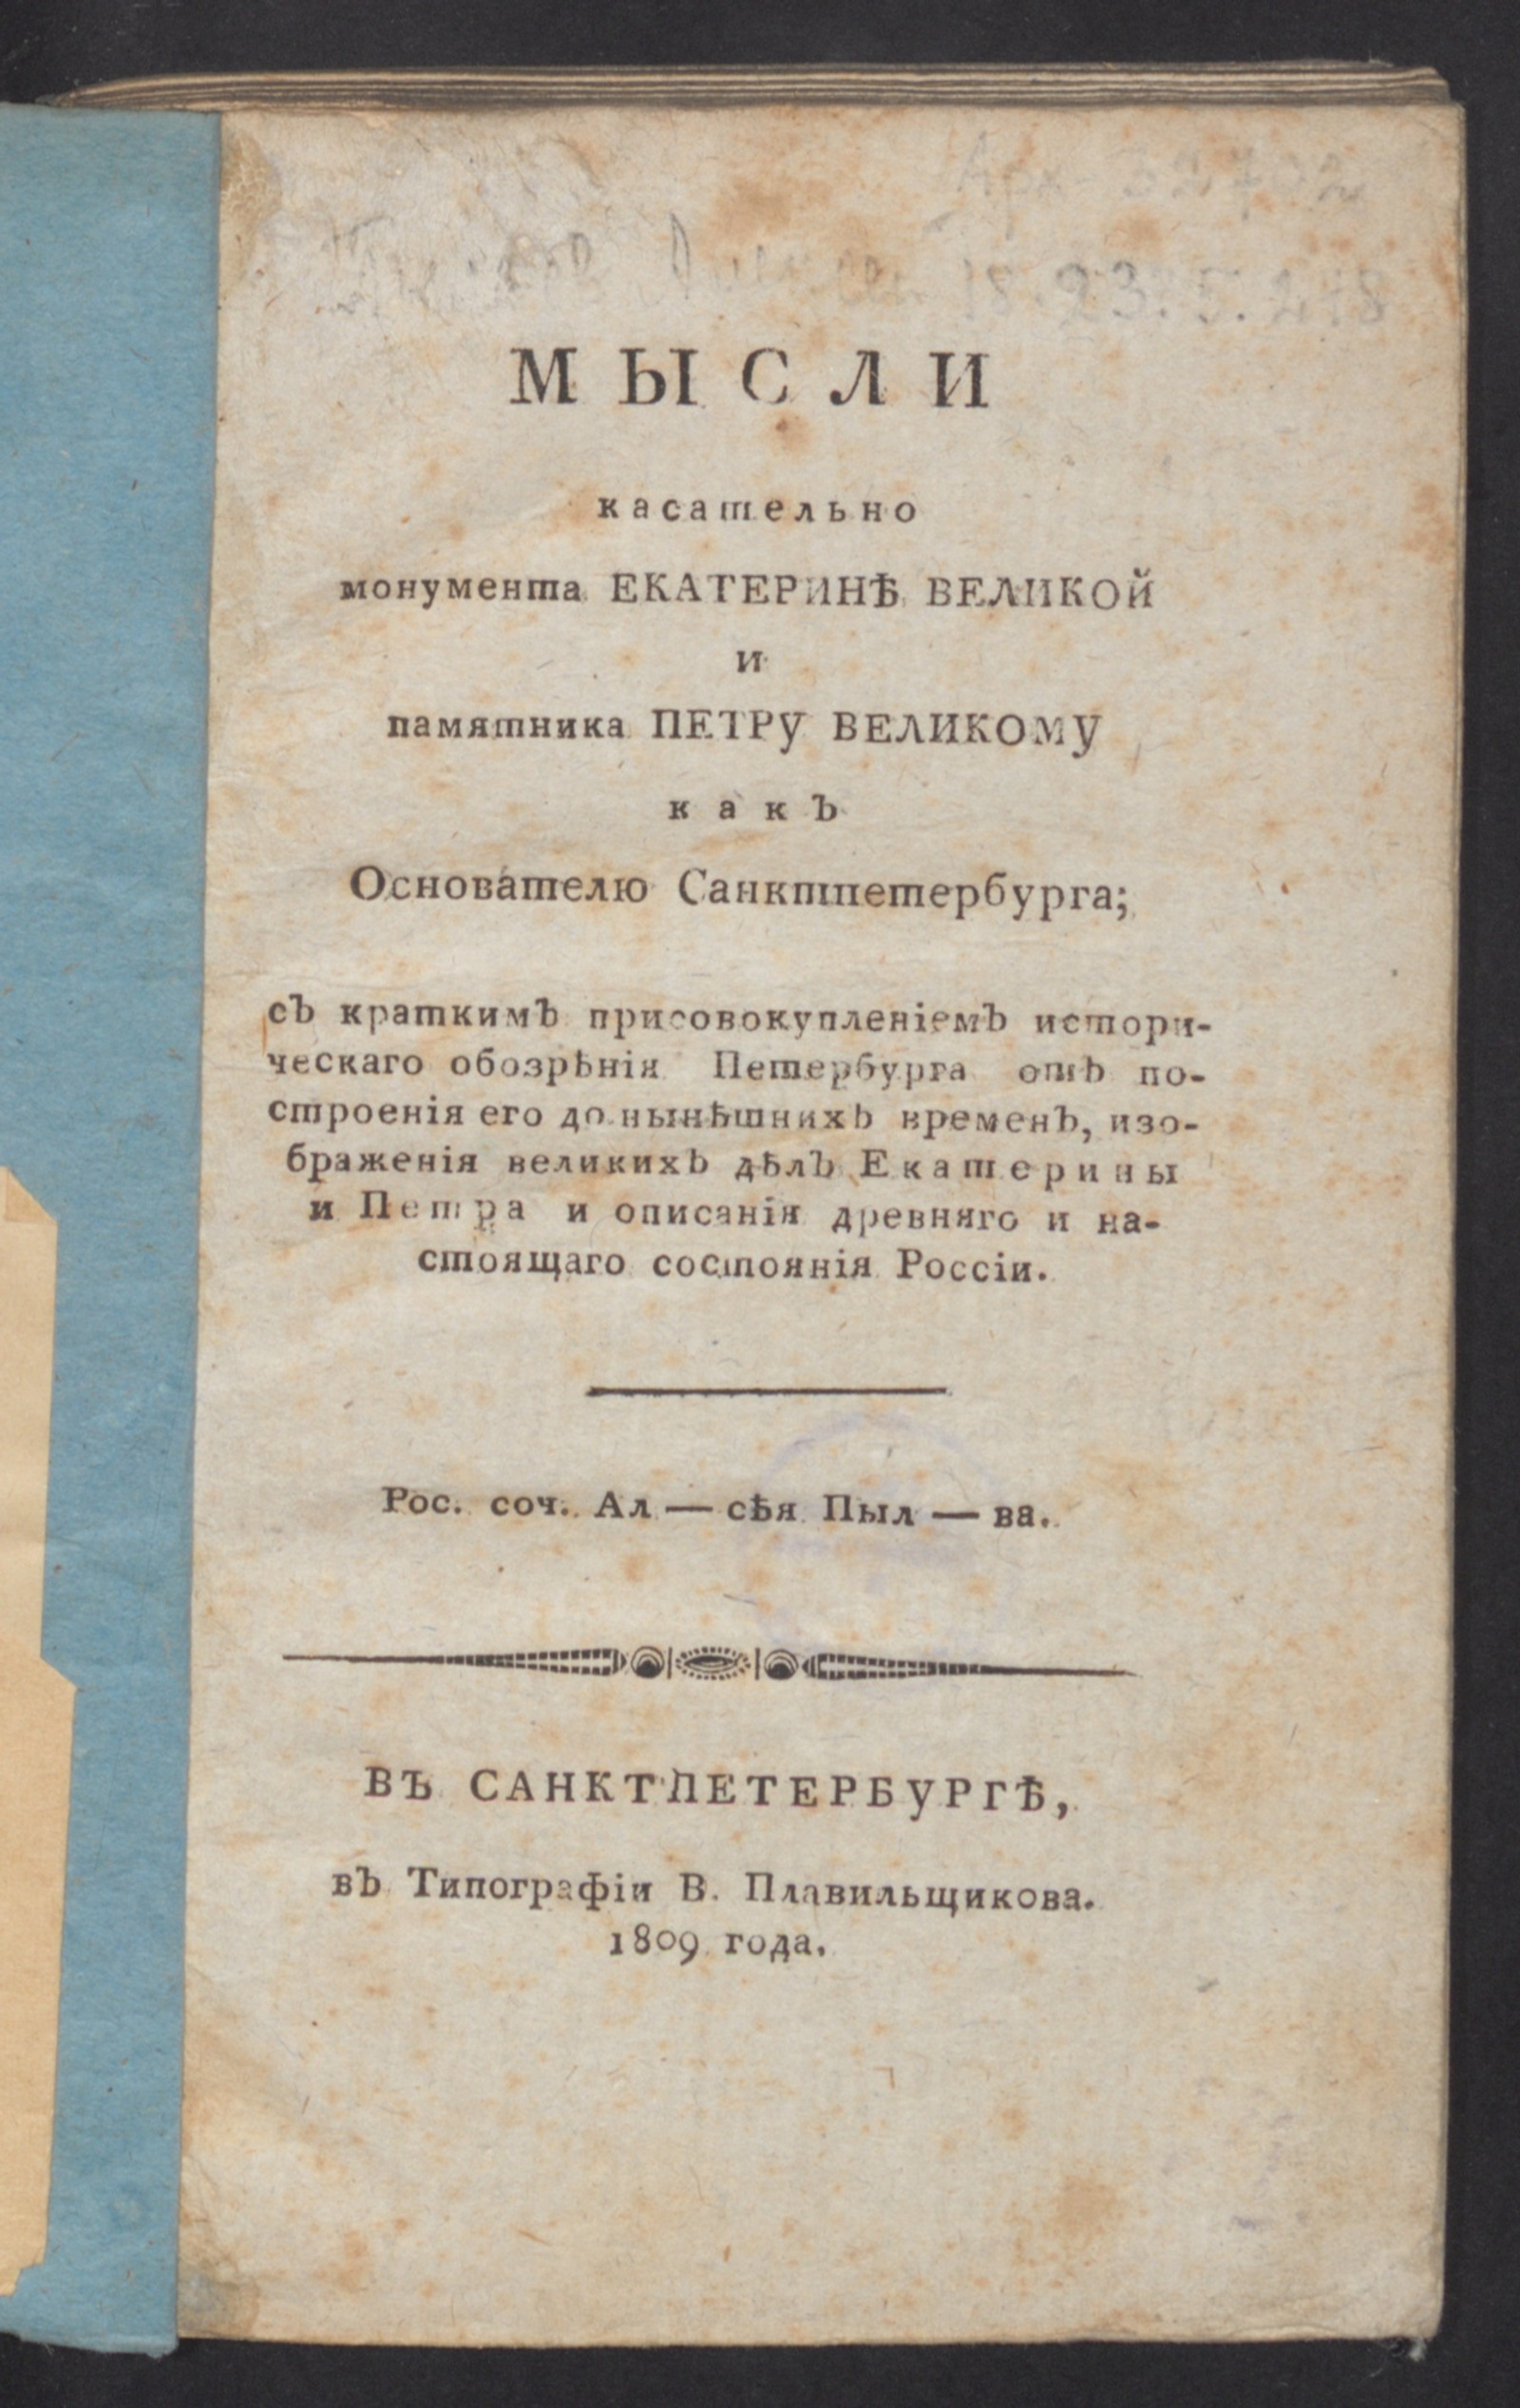 МЫСЛИ
касательно
монумента ЕКАТЕРИНѢ ВЕЛИКОЙ
и
памятника ПЕТРУ ВЕЛИКОМУ
какъ
Основателю Санктпетербурга;
съ краткимъ присовокупленіемъ истори-
ческаго обозрѣнія Петербурга отъ по-
строенія его до нынѣшнихъ временъ, изо-
браженія великихъ дѣлъ Екатерины
и Петра и описанія древняго и на-
стоящаго состоянія Россіи.
Рос. соч. Ал — сѣя Пыл — ва.
ВЪ САНКТПЕТЕРБУРГѢ,
въ Типографіи В. Плавильщикова.
1809 года.